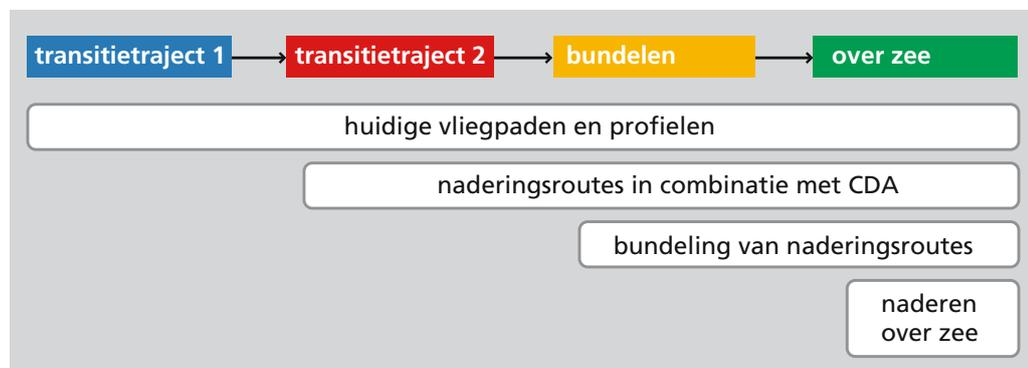 transitietraject 1 transitietraject 2 bundelen over zee
huidige vliegpaden en profielen
naderingsroutes in combinatie met CDA
bundeling van naderingsroutes
naderen
over zee